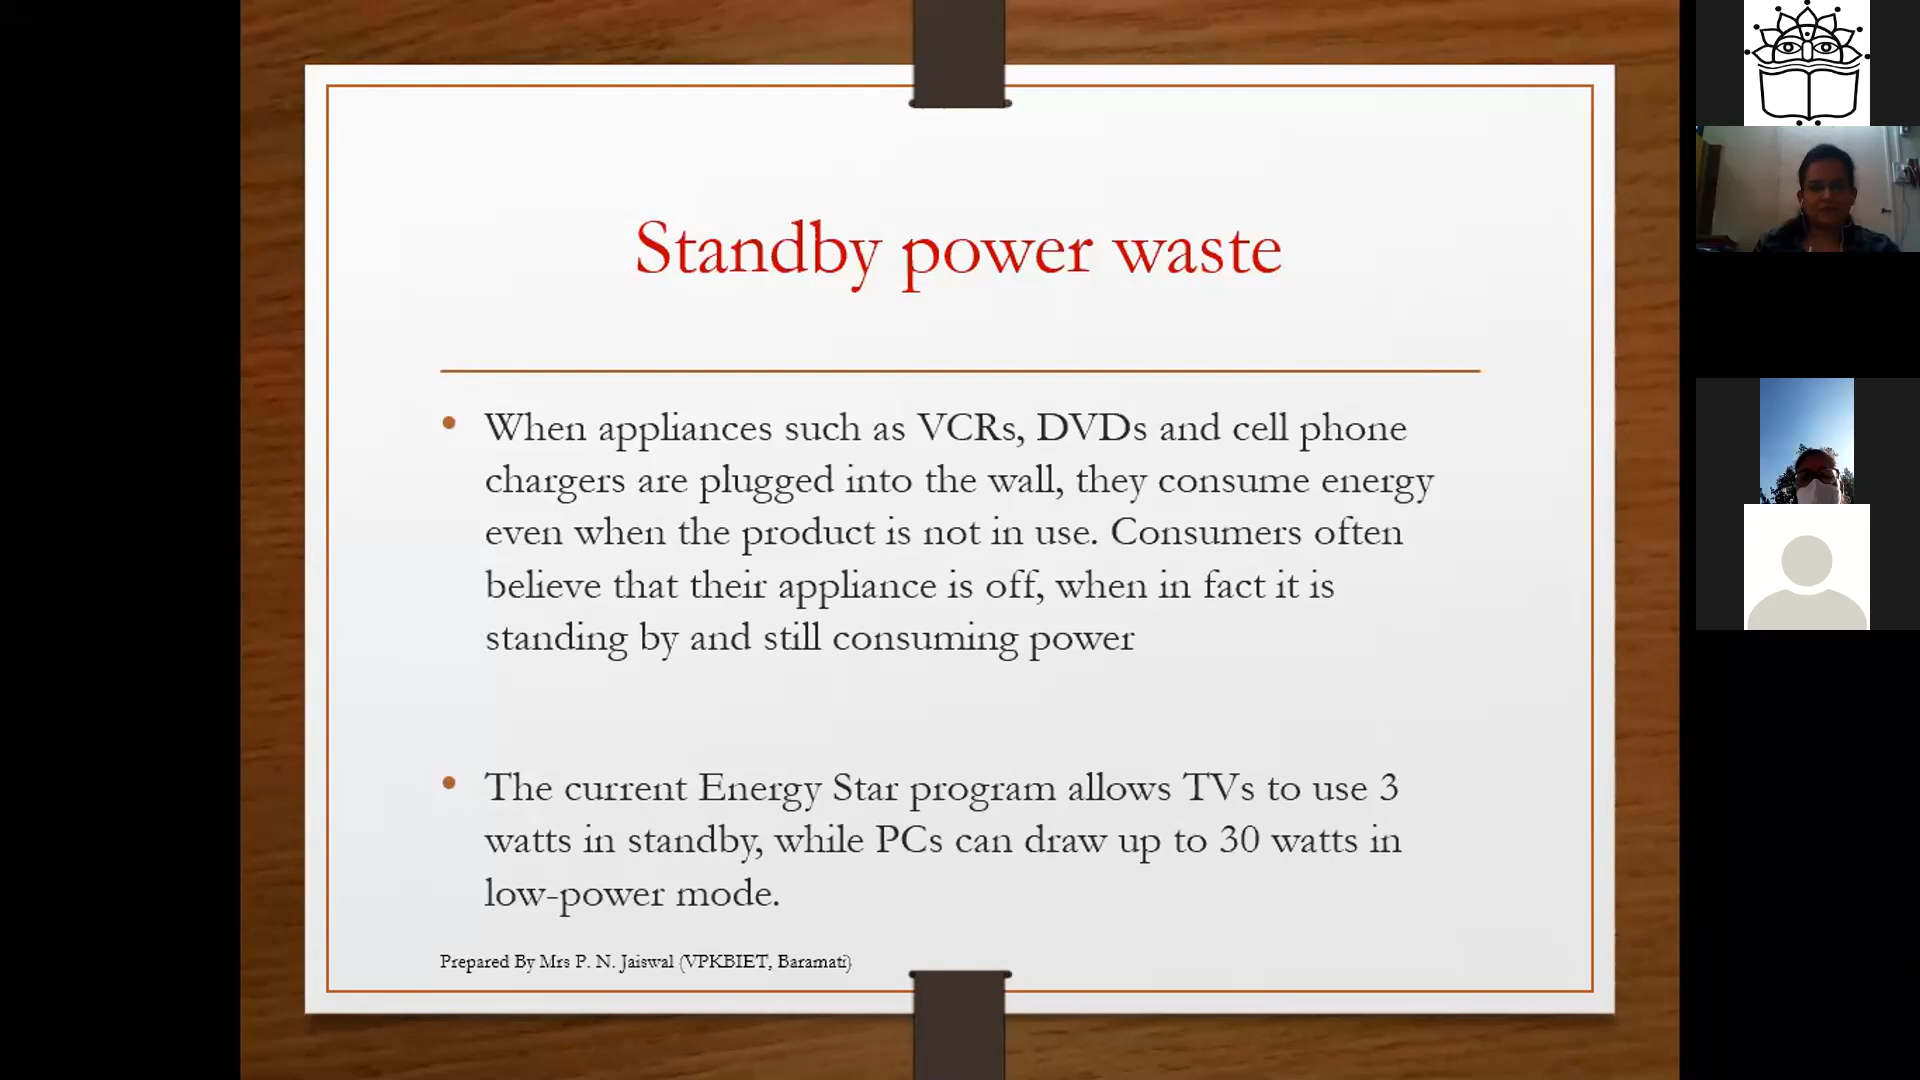 Standby power waste
When appliances such as VCRs, DVDs and cell phone
chargers are plugged into the wall, they consume energy
even when the product is not in use. Consumers often
believe that their appliance is off, when in fact it is
standing by and still consuming power
The current Energy Star program allows TVs to use 3
watts in standby, while PCs can draw up to 30 watts in
low-power mode.
Prepared By Mrs P. N. Jaiswal (VPKBIET, Baramati)